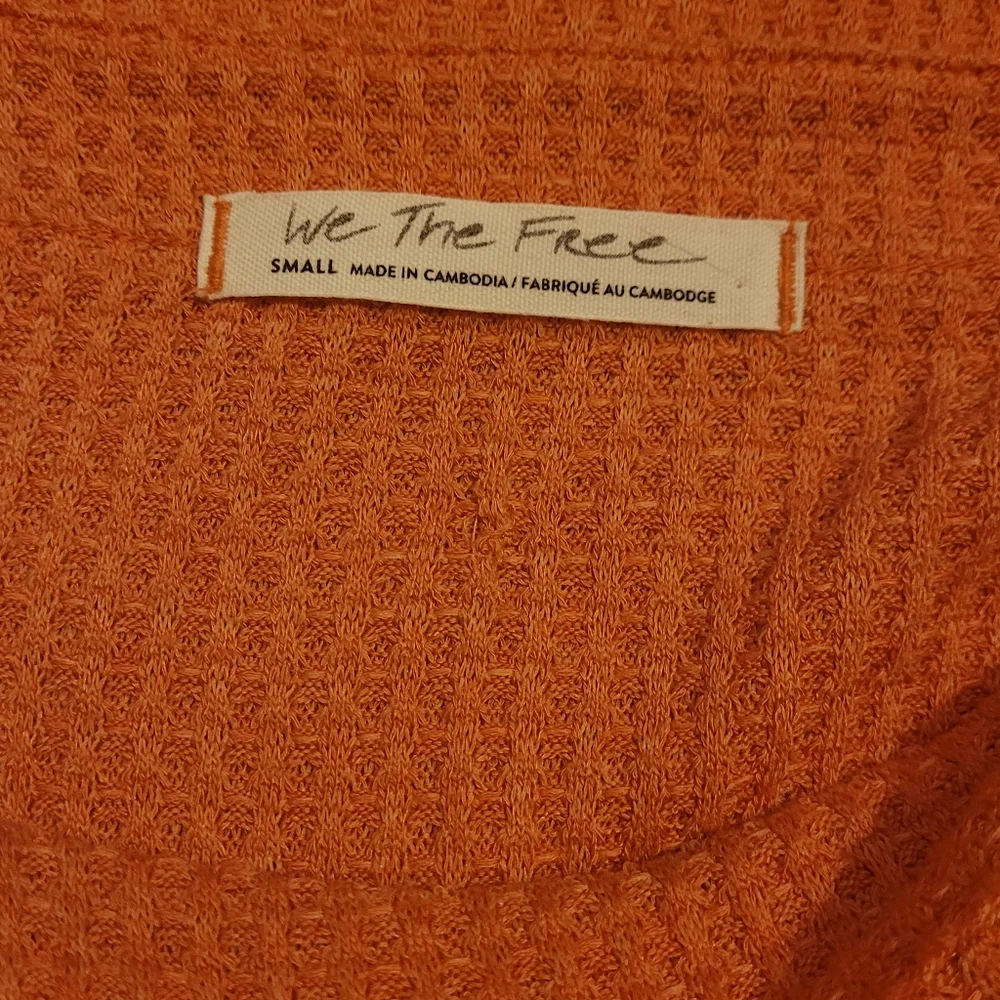 We The Free
SMALL MADE IN CAMBODIA / FABRIQUÉ AU CAMBODGE